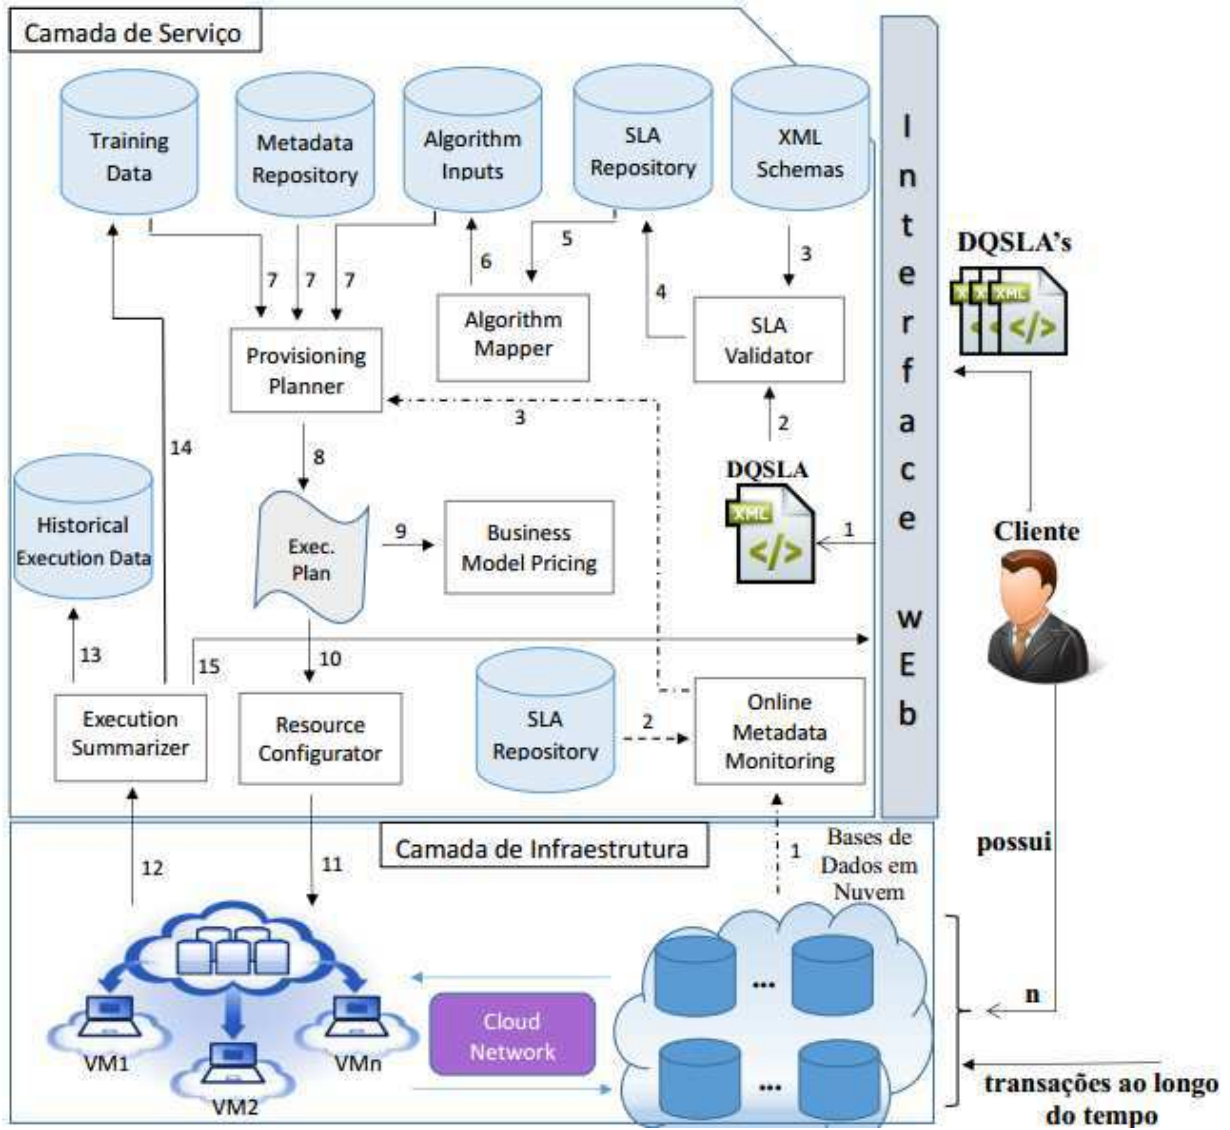 Camada de Serviço
Training
Data
Metadata
Repository
Algorithm
Inputs
SLA
Repository
XML
Schemas
Interface wEb
7
7
7
6
5
4
3
Provisioning
Planner
Algorithm
Mapper
SLA
Validator
DQSLA's
X
X
XML
</>
3
2
14
8
Historical
Execution Data
Exec.
Plan
9
Business
Model Pricing
DQSLA
XML
</>
1
Cliente
13
15
10
Execution
Summarizer
Resource
Configurator
SLA
Repository
2
Online
Metadata
Monitoring
Camada de Infraestrutura
12
11
1
Bases de
Dados em
Nuvem
possui
...
n
Cloud
Network
VM1
VM2
VMn
...
transações ao longo
do tempo